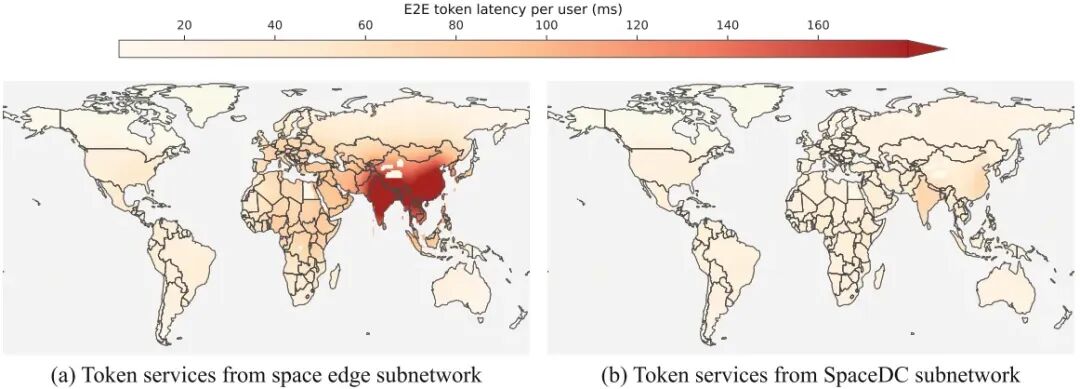 E2E token latency per user (ms)
20 40 60 80 100 120 140 160
(a) Token services from space edge subnetwork
(b) Token services from SpaceDC subnetwork